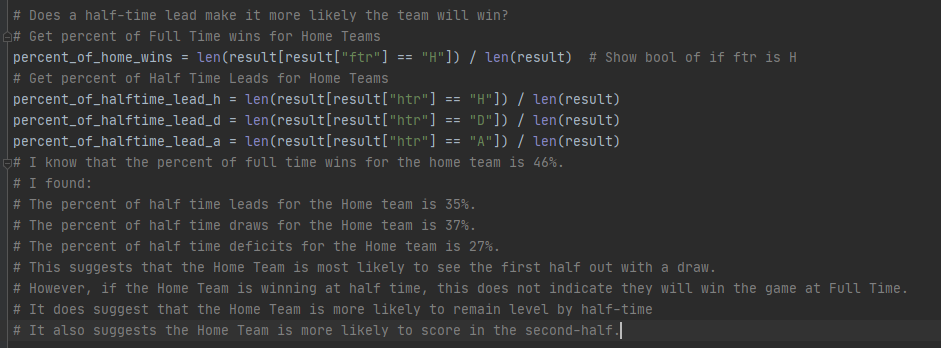 # Does a half-time lead make it more likely the team will win?
# Get percent of Full Time wins for Home Teams
percent_of_home_wins = len(result[result["ftr"] == "H"]) / len(result)  # Show bool of if ftr is H
# Get percent of Half Time Leads for Home Teams
percent_of_halftime_lead_h = len(result[result["htr"] == "H"]) / len(result)
percent_of_halftime_lead_d = len(result[result["htr"] == "D"]) / len(result)
percent_of_halftime_lead_a = len(result[result["htr"] == "A"]) / len(result)
# I know that the percent of full time wins for the home team is 46%.
# I found:
# The percent of half time leads for the Home team is 35%.
# The percent of half time draws for the Home team is 37%.
# The percent of half time deficits for the Home team is 27%.
# This suggests that the Home Team is most likely to see the first half out with a draw.
# However, if the Home Team is winning at half time, this does not indicate they will win the game at Full Time.
# It does suggest that the Home Team is more likely to remain level by half-time
# It also suggests the Home Team is more likely to score in the second-half.